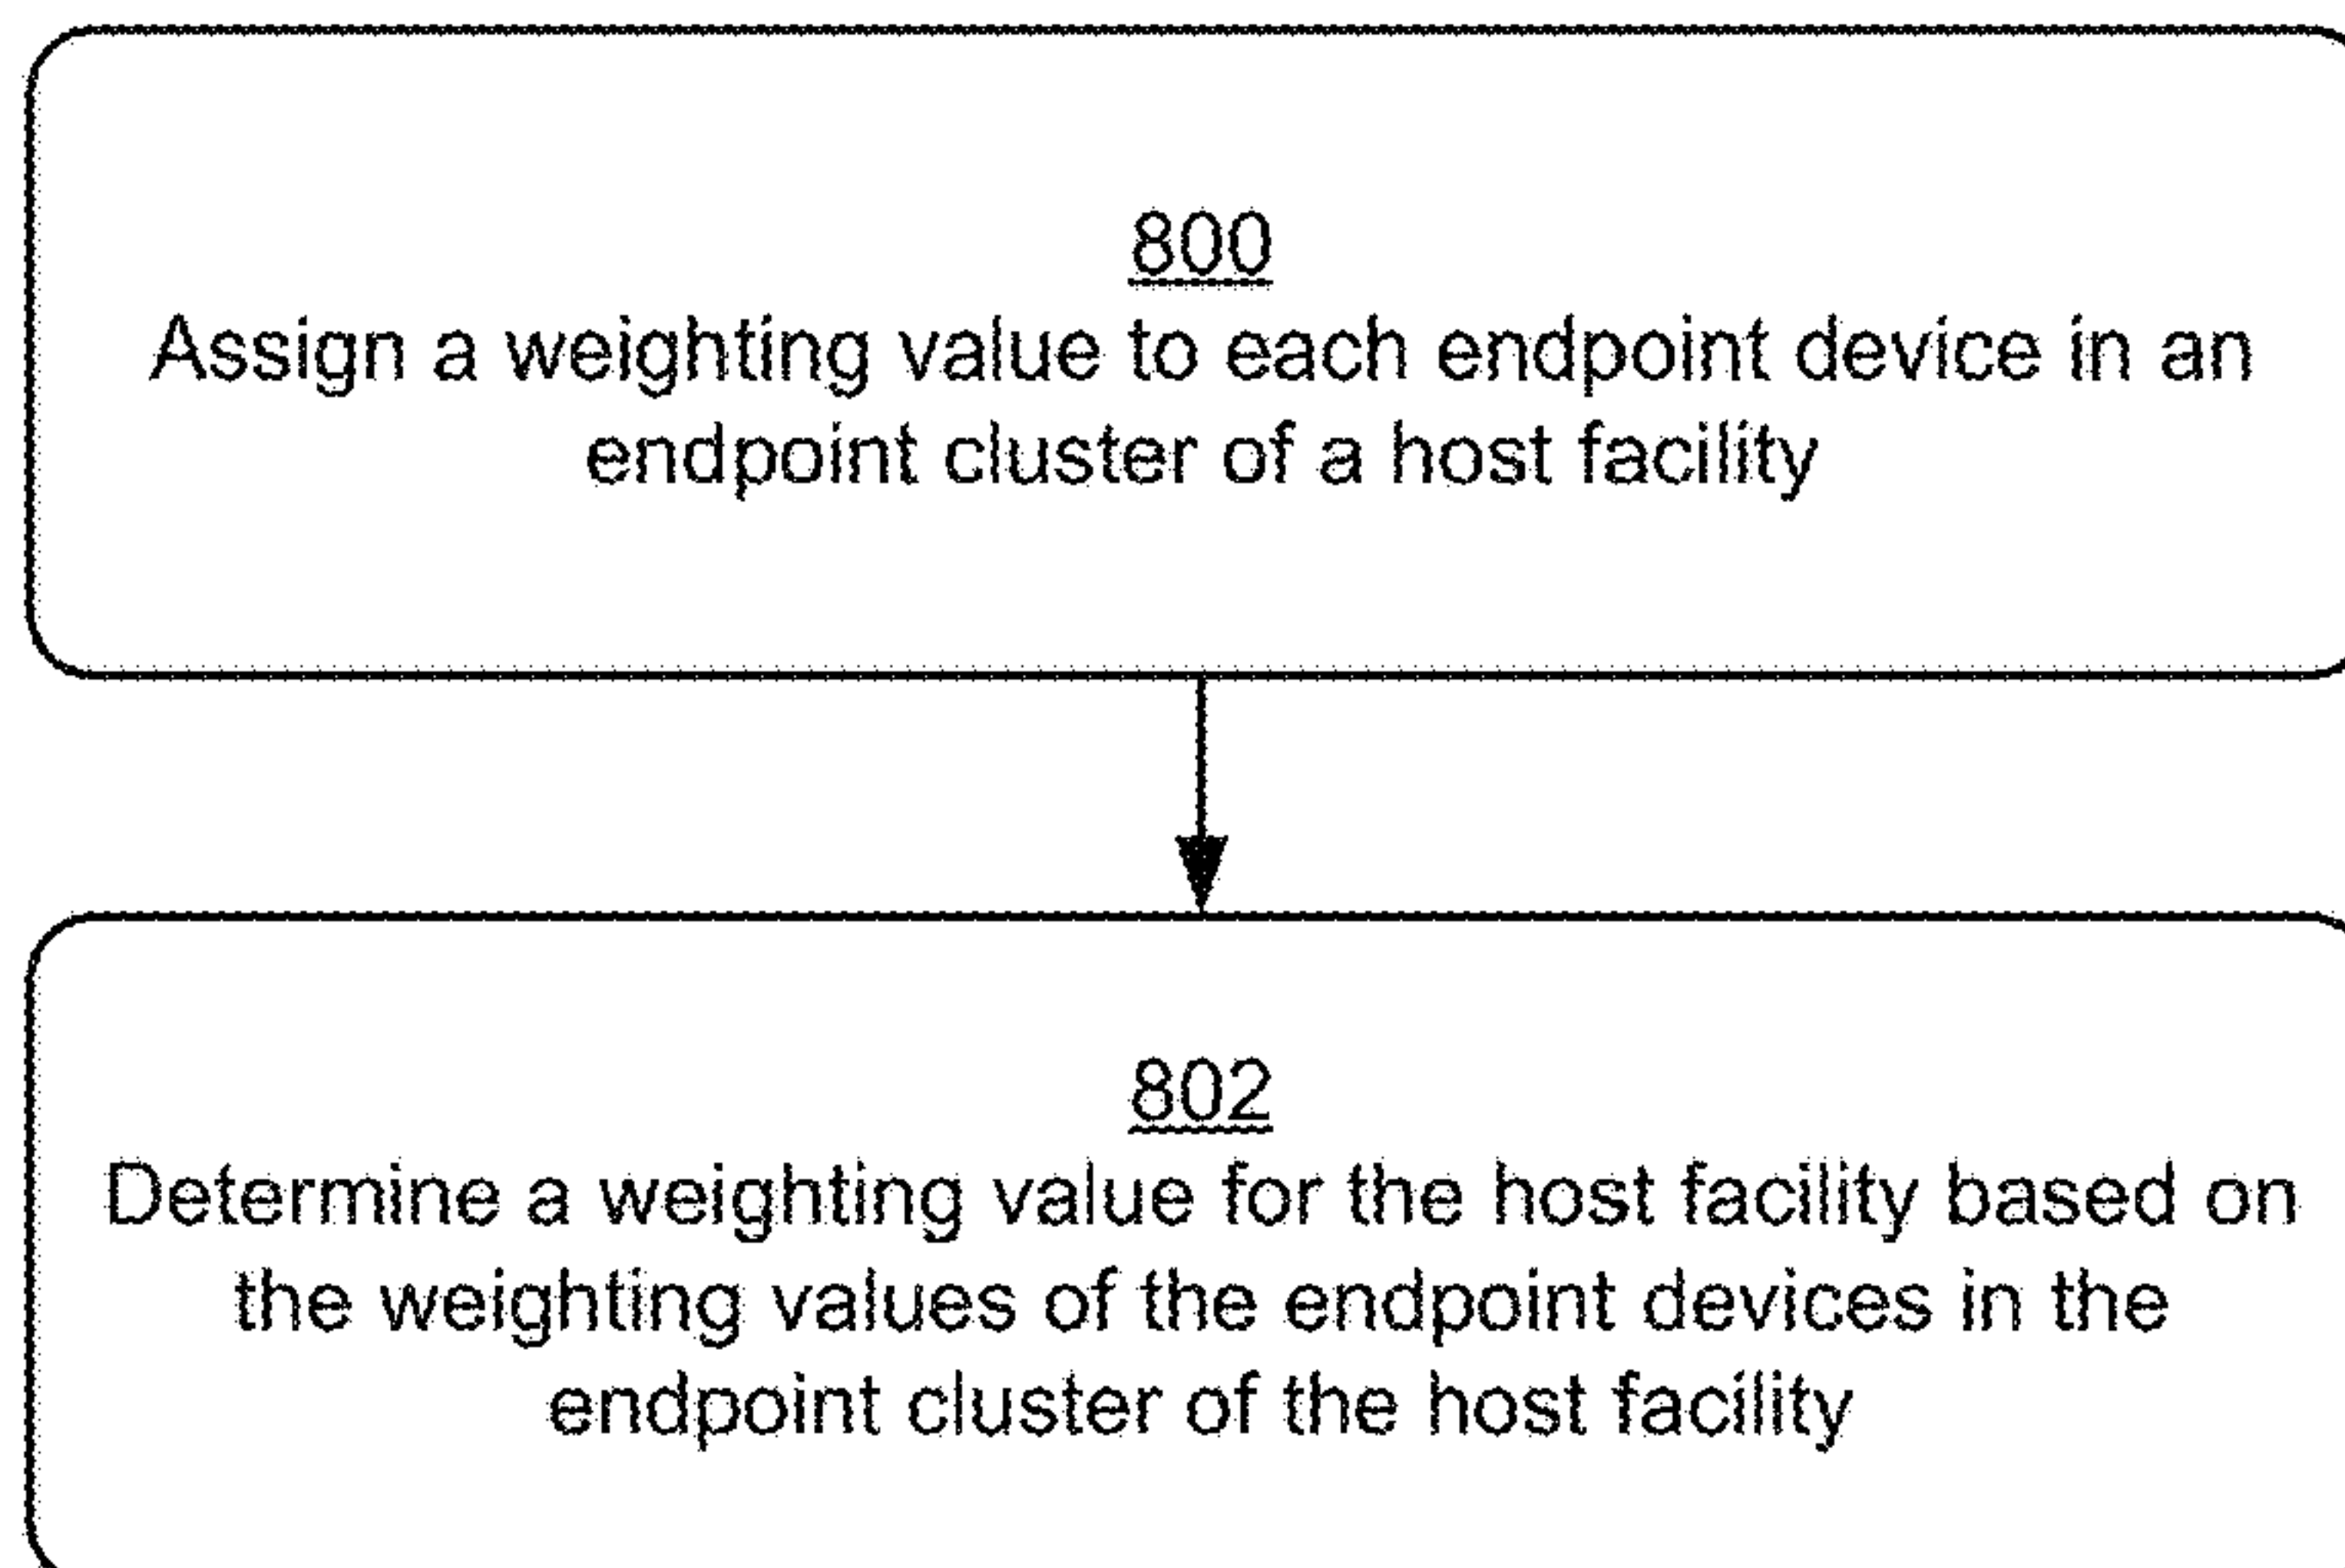 800
Assign a weighting value to each endpoint device in an
endpoint cluster of a host facility
802
Determine a weighting value for the host facility based on
the weighting values of the endpoint devices in the
endpoint cluster of the host facility